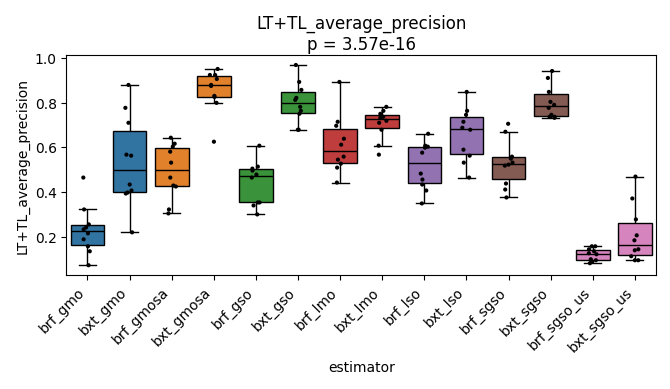 LT+TL_average_precision
p = 3.57e-16
LT+TL_average_precision
1.0
0.8
0.6
0.4
0.2
brf_gmo
bxt_gmo
brf_gmosa
bxt_gmosa
brf_gso
bxt_gso
brf_lmo
bxt_lmo
brf_lso
bxt_lso
brf_sgso
bxt_sgso
brf_sgso_us
bxt_sgso_us
estimator